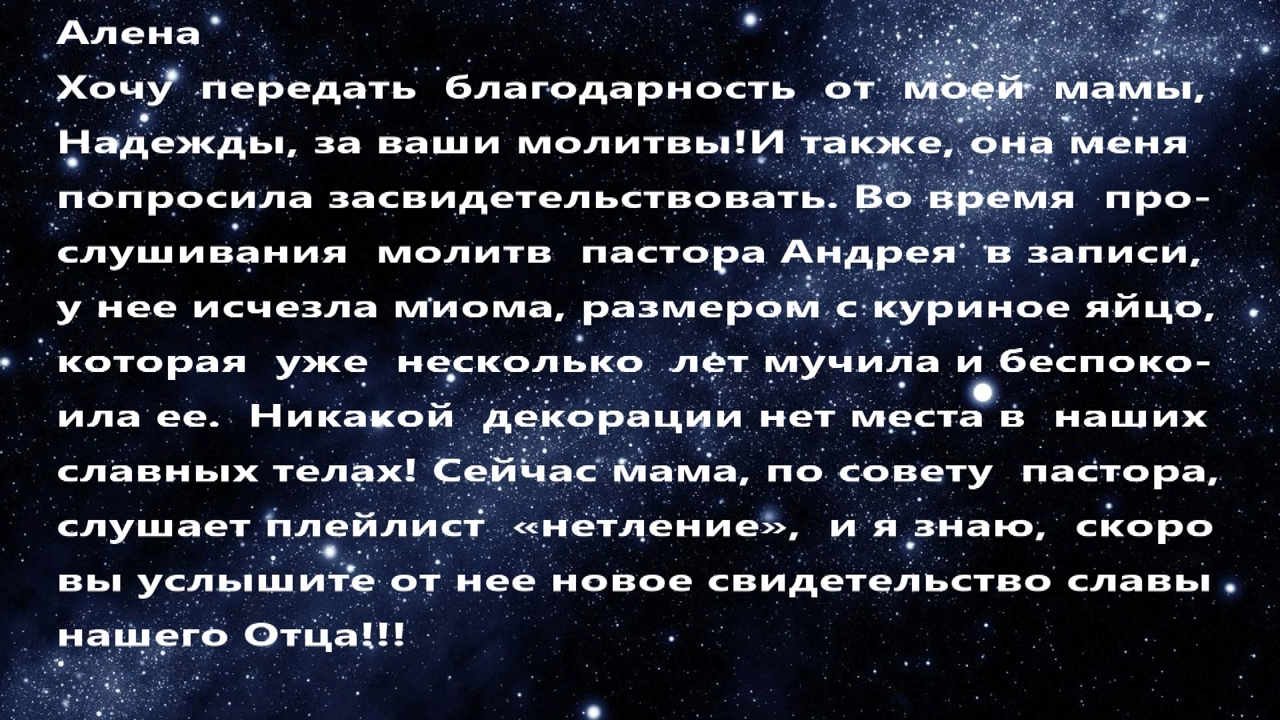 Алена
Хочу передать благодарность от моей мамы,
Надежды, за ваши молитвы!И также, она меня
попросила засвидетельствовать. Во время про-
слушивания молитв пастора Андрея в записи,
у нее исчезла миома, размером с куриное яйцо,
которая уже несколько лет мучила и беспоко-
ила ее. Никакой декорации нет места в наших
славных телах! Сейчас мама, по совету пастора,
слушает плейлист «нетление», и я знаю, скоро
вы услышите от нее новое свидетельство славы
нашего Отца!!!